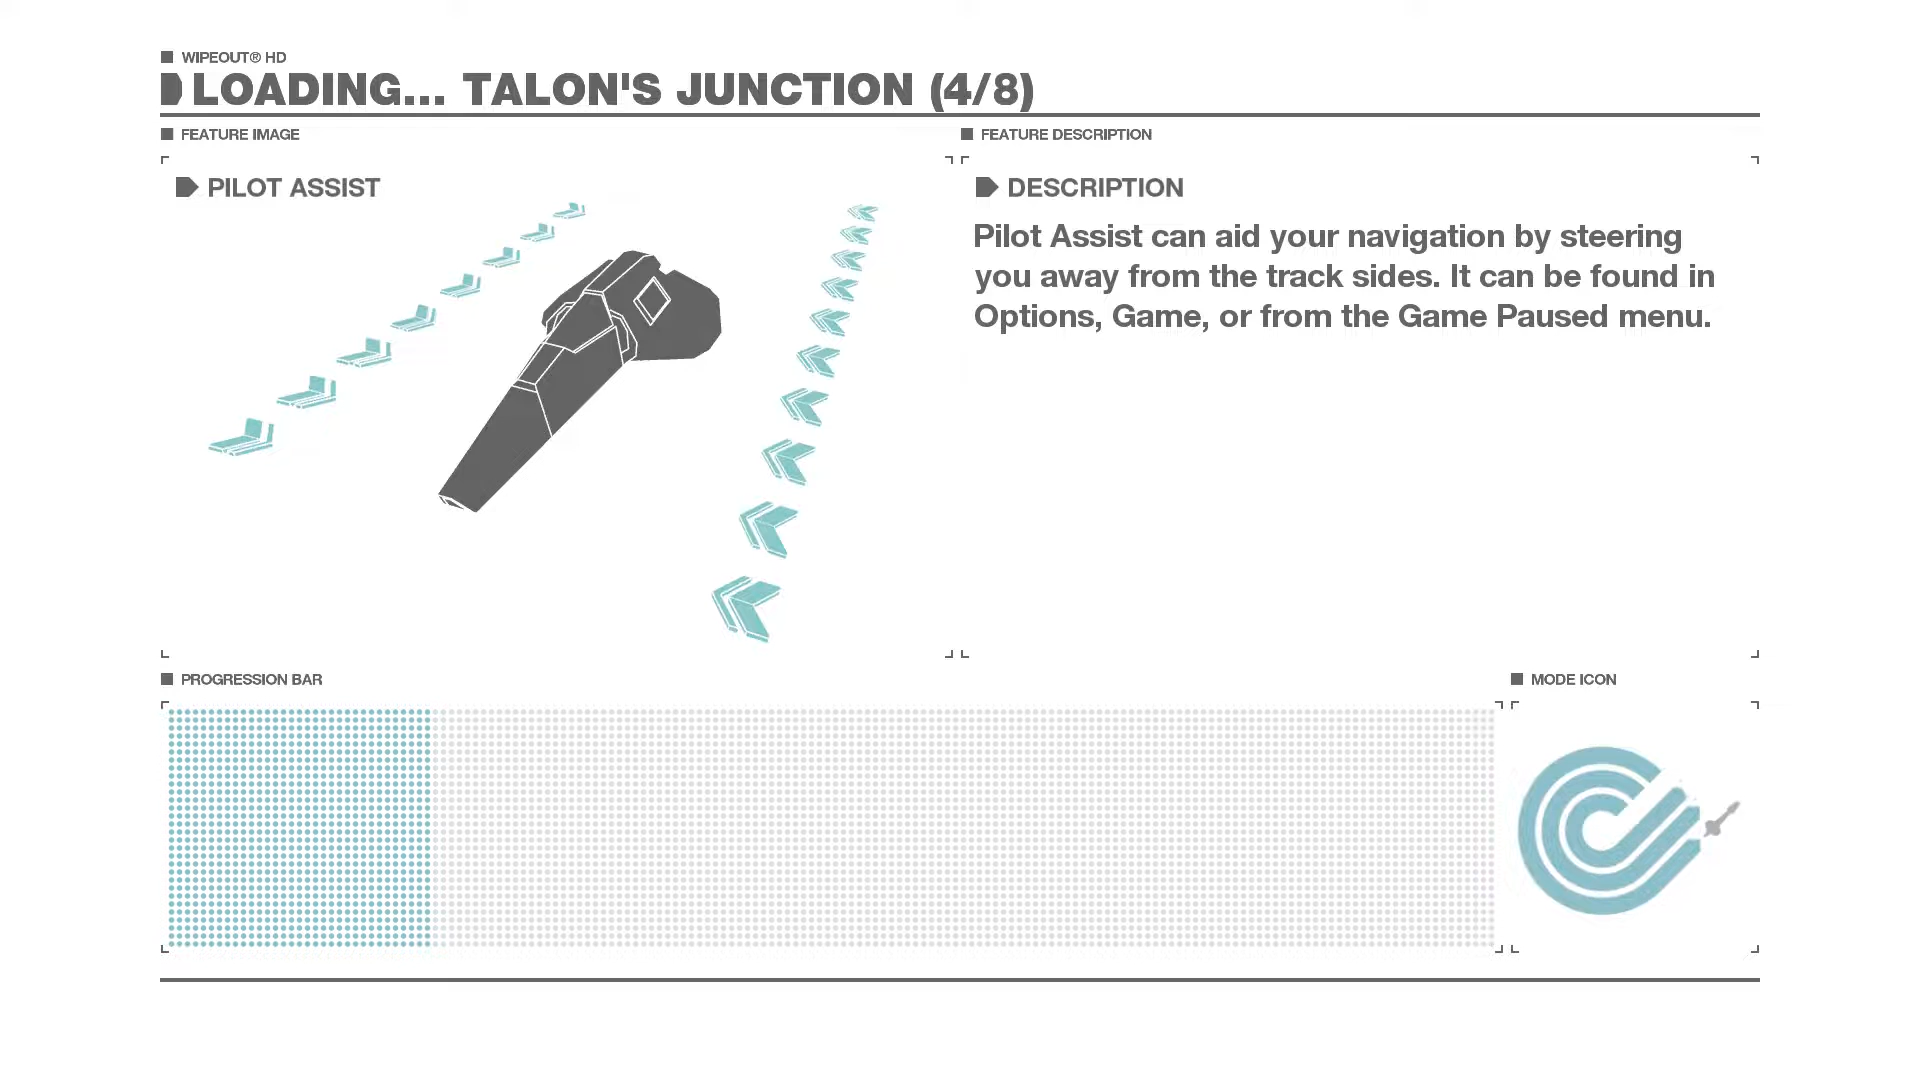 WIPEOUT® HD
LOADING... TALON'S JUNCTION (4/8)
FEATURE IMAGE
PILOT ASSIST
FEATURE DESCRIPTION
DESCRIPTION
Pilot Assist can aid your navigation by steering
you away from the track sides. It can be found in
Options, Game, or from the Game Paused menu.
PROGRESSION BAR
MODE ICON